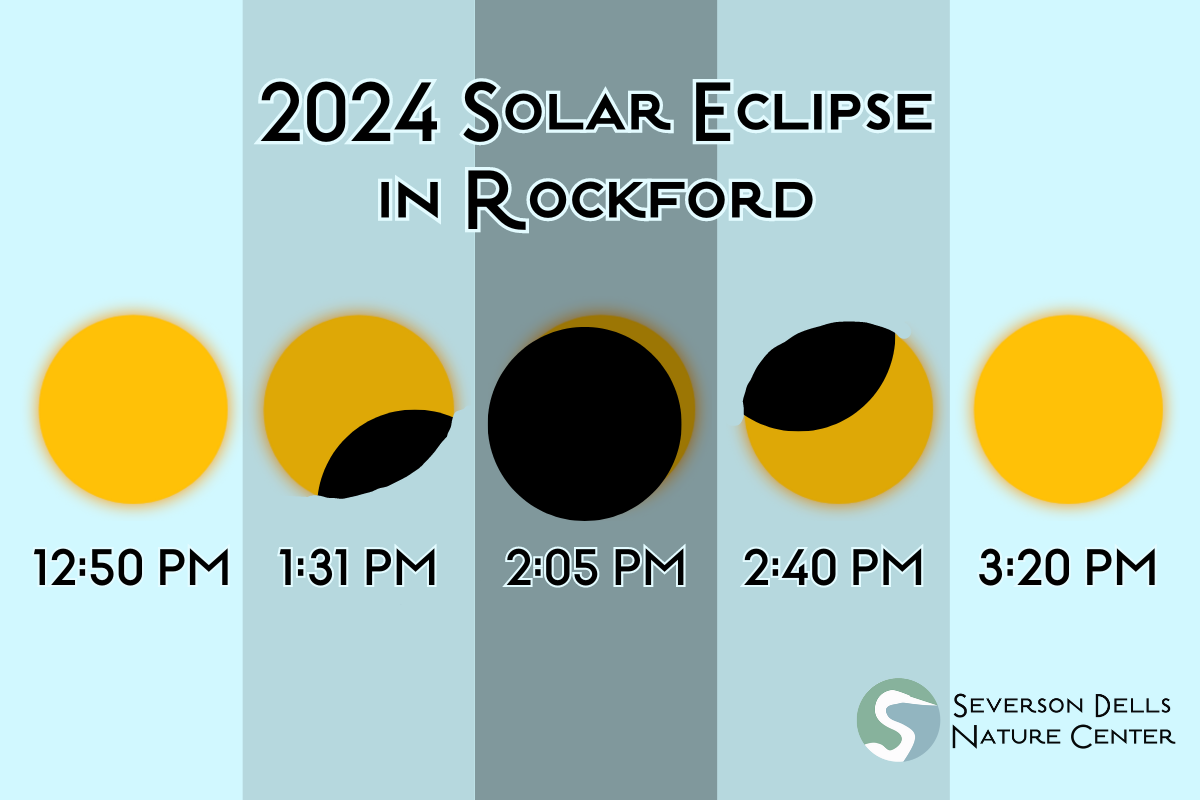 2024 Solar Eclipse
in Rockford
12:50 PM 1:31 PM 2:05 PM 2:40 PM 3:20 PM
Severson Dells
Nature Center